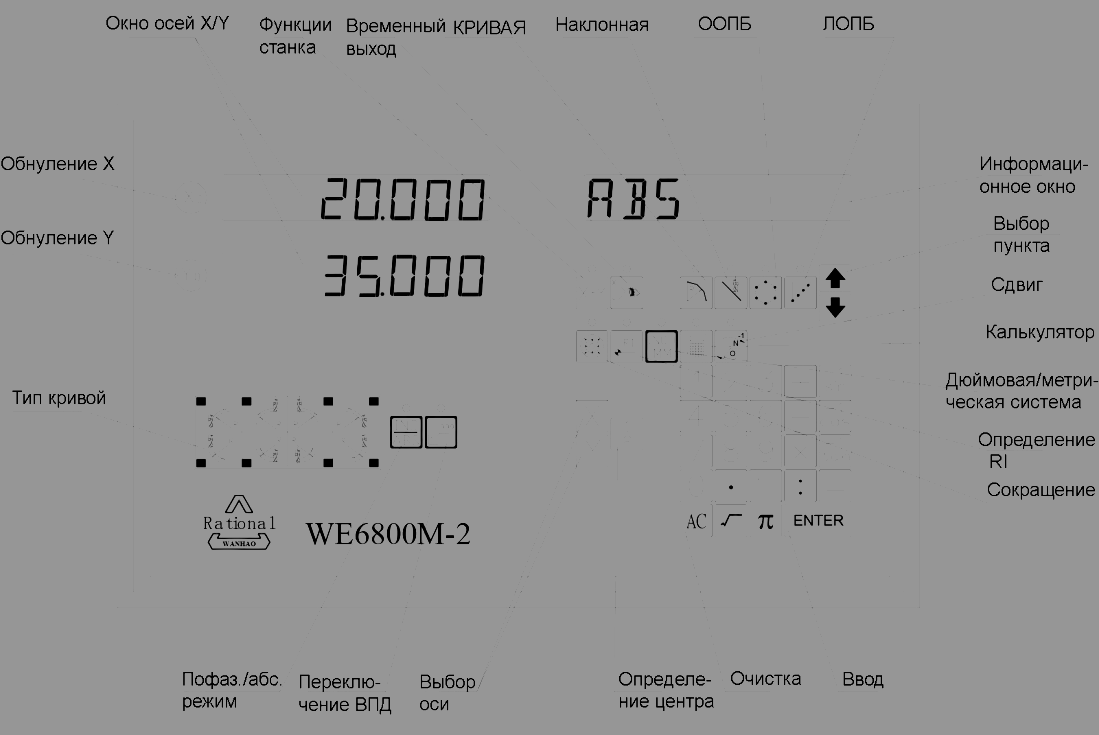 Окно осей X/Y
Функции
станка
Временный
выход
КРИВАЯ
Наклонная
ООПБ
ЛОПБ
Обнуление X
20.000
ABS
Информаци-
онное окно
Обнуление Y
35.000
Выбор
пункта
Сдвиг
Калькулятор
Тип кривой
Дюймовая/метри-
ческая система
Определение
RI
Сокращение
Rational
WANHAO
WE6800M-2
AC √ π ENTER
Пофаз./абс.
режим
Переклю-
чение ВПД
Выбор
оси
Определе-
ние центра
Очистка
Ввод